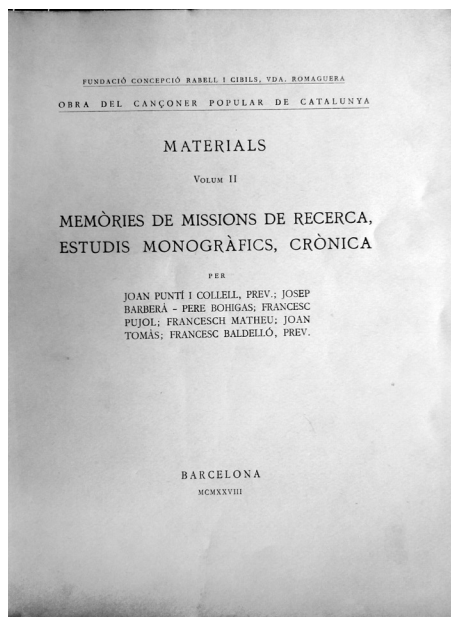 FUNDACIÓ CONCEPCIÓ RABELL I CIBILS, VDA. ROMAGUERA
OBRA DEL CANÇONER POPULAR DE CATALUNYA
MATERIALS
VOLUM II
MEMÒRIES DE MISSIONS DE RECERCA,
ESTUDIS MONOGRÀFICS, CRÒNICA
PER
JOAN PUNTÍ I COLLELL, PREV.; JOSEP
BARBERÀ – PERE BOHIGAS; FRANCESC
PUJOL; FRANCESCH MATHEU; JOAN
TOMÀS; FRANCESC BALDELLÓ, PREV.
BARCELONA
MCMXXVIII